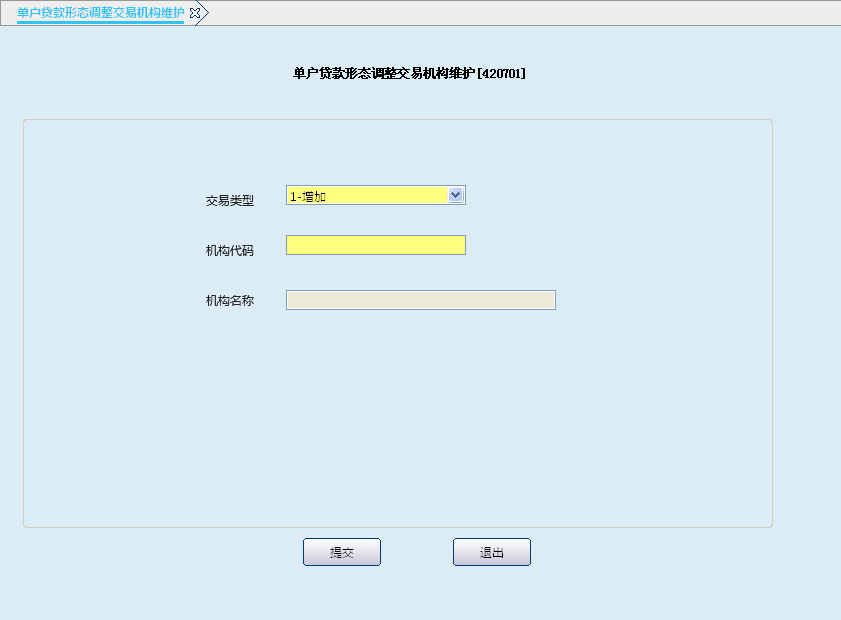 单户贷款形态调整交易机构维护
单户贷款形态调整交易机构维护[420701]
交易类型 1-增加
机构代码
机构名称
提交 退出